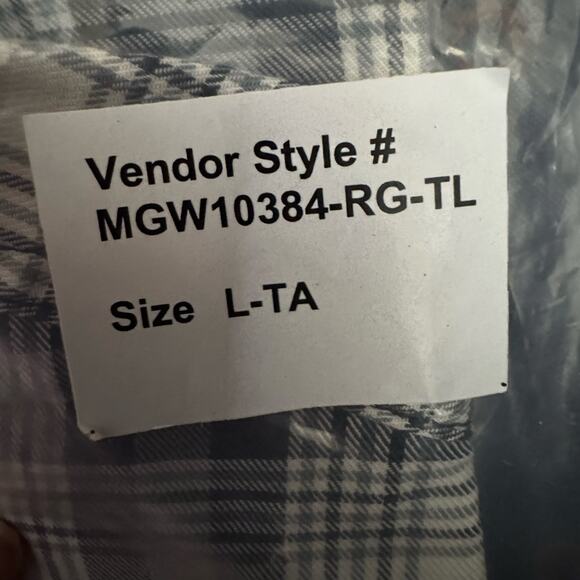 Vendor Style #
MGW10384-RG-TL
Size L-TA